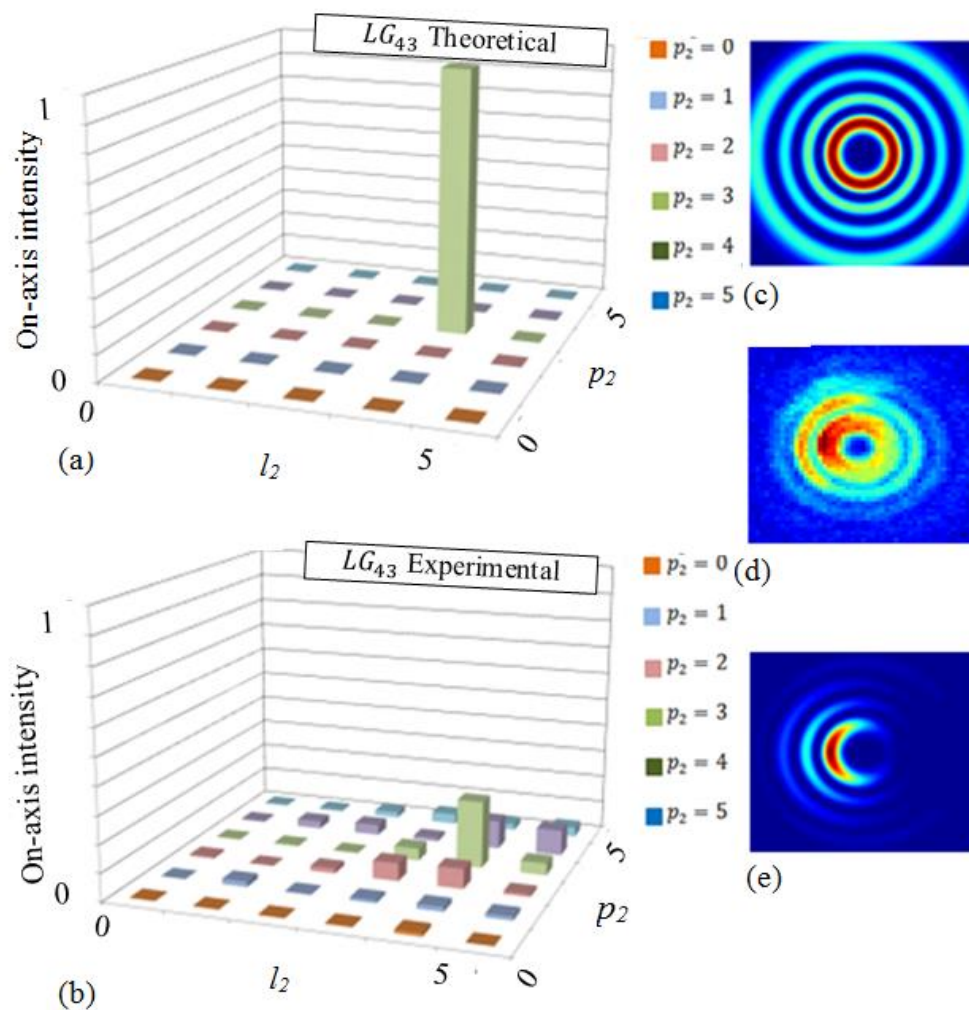 LG₄₃ Theoretical
On-axis intensity
1
0
0
5
l₂
0
5
p₂
p₂ = 0
p₂ = 1
p₂ = 2
p₂ = 3
p₂ = 4
p₂ = 5
(a)
(c)
(d)
LG₄₃ Experimental
On-axis intensity
1
0
0
5
l₂
0
5
p₂
p₂ = 0
p₂ = 1
p₂ = 2
p₂ = 3
p₂ = 4
p₂ = 5
(b)
(e)